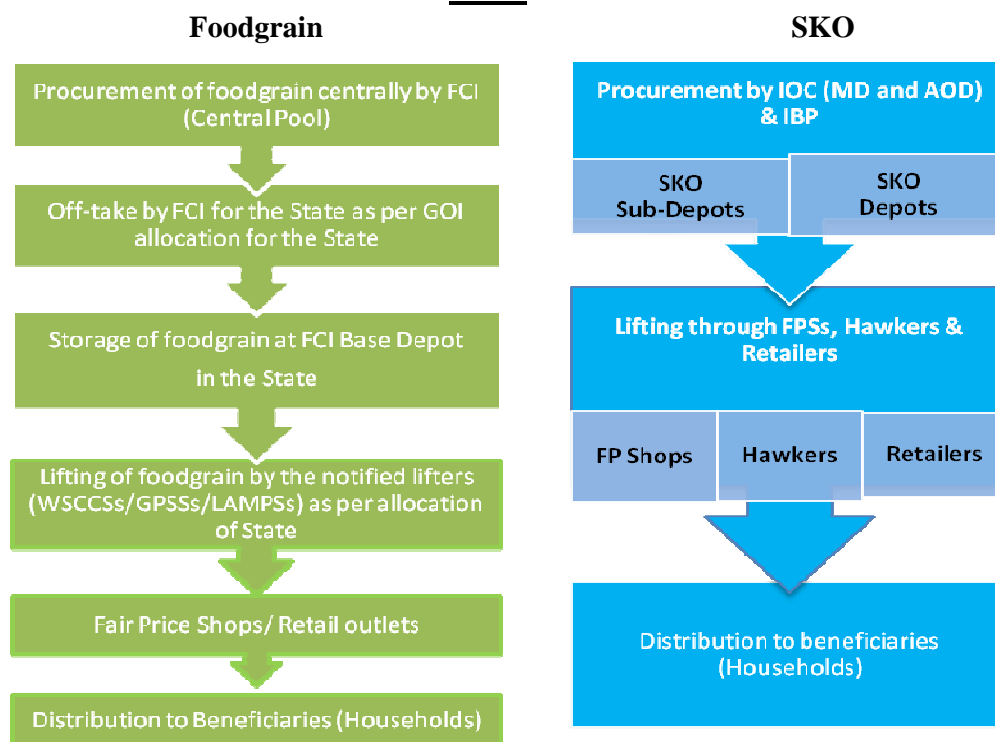 Foodgrain
Procurement of foodgrain centrally by FCI
(Central Pool)
Off-take by FCI for the State as per GOI
allocation for the State
Storage of foodgrain at FCI Base Depot
in the State
Lifting of foodgrain by the notified lifters
(WSCCSs/GPSSs/LAMPSs) as per allocation
of State
Fair Price Shops/ Retail outlets
Distribution to Beneficiaries (Households)
SKO
Procurement by IOC (MD and AOD)
& IBP
SKO
Sub-Depots
SKO
Depots
Lifting through FPSs, Hawkers &
Retailers
FP Shops
Hawkers
Retailers
Distribution to beneficiaries
(Households)